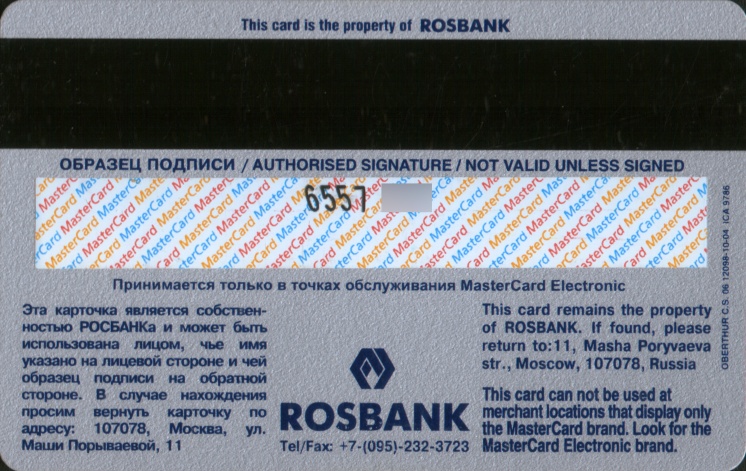 This card is the property of ROSBANK
ОБРАЗЕЦ ПОДПИСИ / AUTHORISED SIGNATURE / NOT VALID UNLESS SIGNED
6557
Принимается только в точках обслуживания MasterCard Electronic
Эта карточка является собствен-
ностью РОСБАНКа и может быть
использована лицом, чье имя
указано на лицевой стороне и чей
образец подписи на обратной
стороне. В случае нахождения
просим вернуть карточку по
адресу: 107078, Москва, ул.
Маши Порываевой, 11
ROSBANK
Tel/Fax: +7-(095)-232-3723
This card remains the property
of ROSBANK. If found, please
return to:11, Masha Poryvaeva
str., Moscow, 107078, Russia
This card can not be used at
merchant locations that display only
the MasterCard brand. Look for the
MasterCard Electronic brand.
OBERTHUR C.S. 06 12098-10-04 ICA 9786